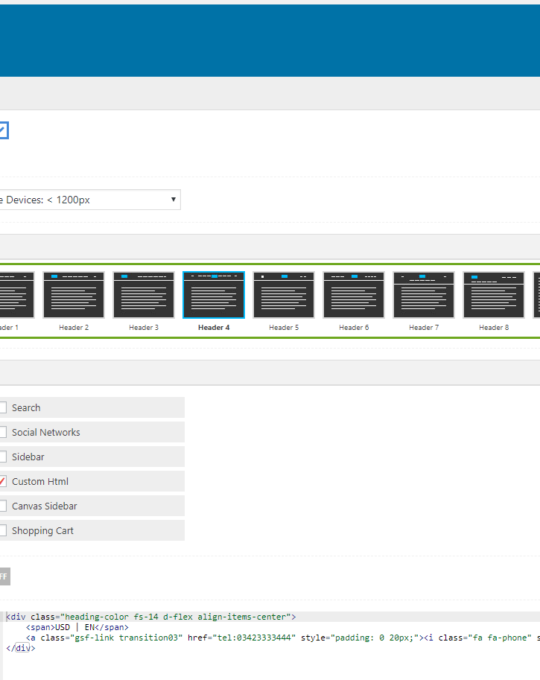 e Devices: < 1200px
ader 1
Header 2
Header 3
Header 4
Header 5
Header 6
Header 7
Header 8
Search
Social Networks
Sidebar
Custom Html
Canvas Sidebar
Shopping Cart
FF
<div class="heading-color fs-14 d-flex align-items-center">
<span>USD | EN</span>
<a class="gsf-link transition03" href="tel:03423333444" style="padding: 0 20px;"><i class="fa fa-phone" s
</div>